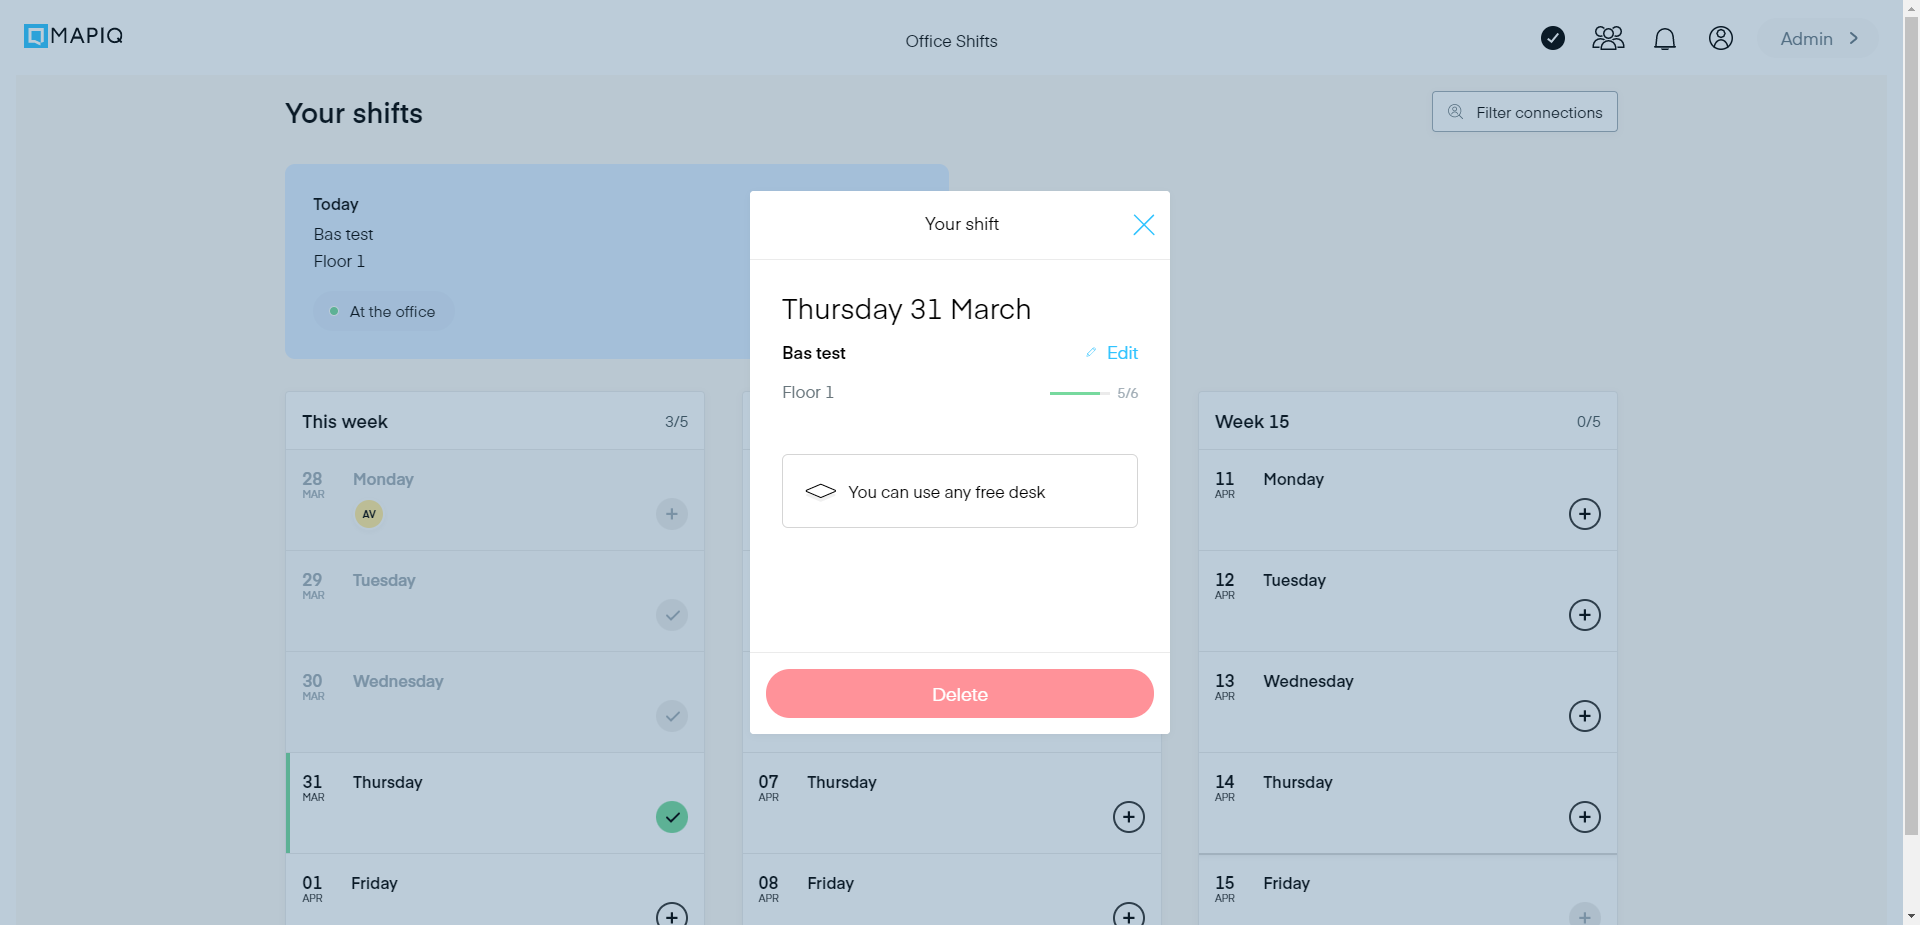 MAPIQ
Office Shifts
Admin
Your shifts
Filter connections
Today
Bas test
Floor 1
At the office
Your shift
Thursday 31 March
Bas test
Edit
Floor 1
5/6
You can use any free desk
Delete
This week
3/5
28
MAR
Monday
AV
29
MAR
Tuesday
30
MAR
Wednesday
31
MAR
Thursday
01
APR
Friday
07
APR
Thursday
08
APR
Friday
Week 15
0/5
11
APR
Monday
12
APR
Tuesday
13
APR
Wednesday
14
APR
Thursday
15
APR
Friday